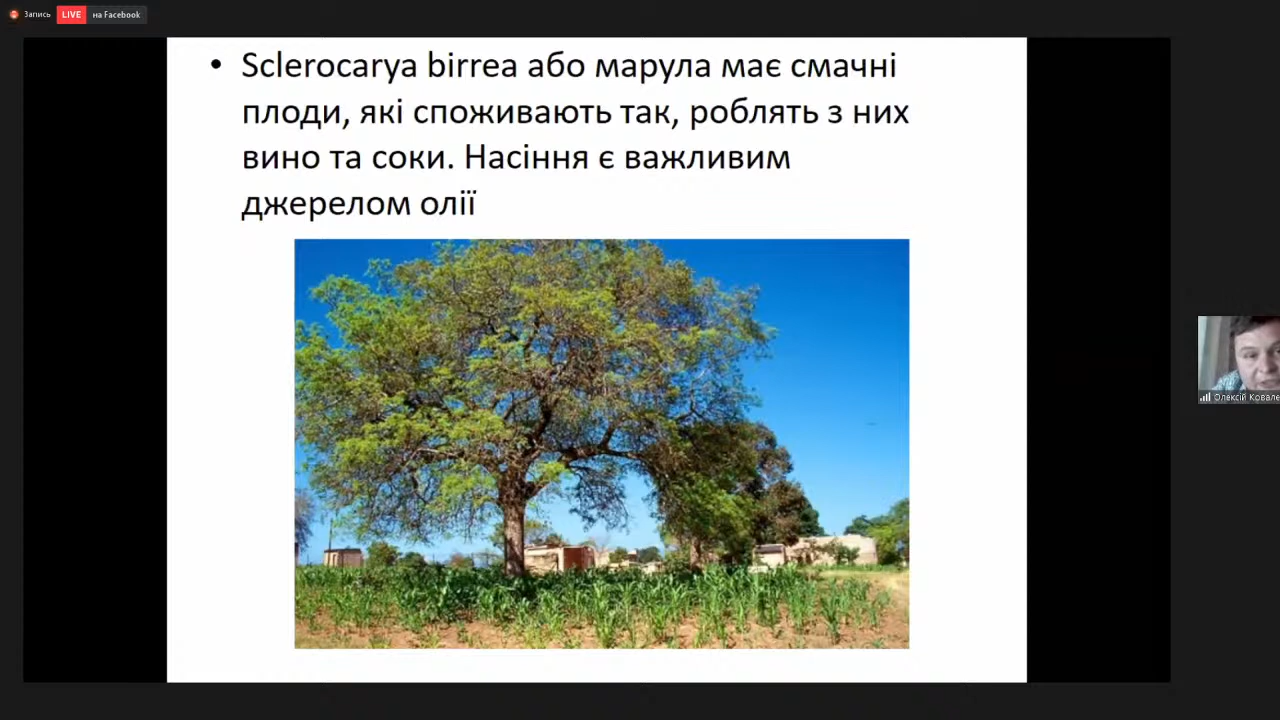 Запись LIVE на Facebook
• Sclerocarya birrea або марула має смачні
плоди, які споживають так, роблять з них
вино та соки. Насіння є важливим
джерелом олії
Олексій Ковале